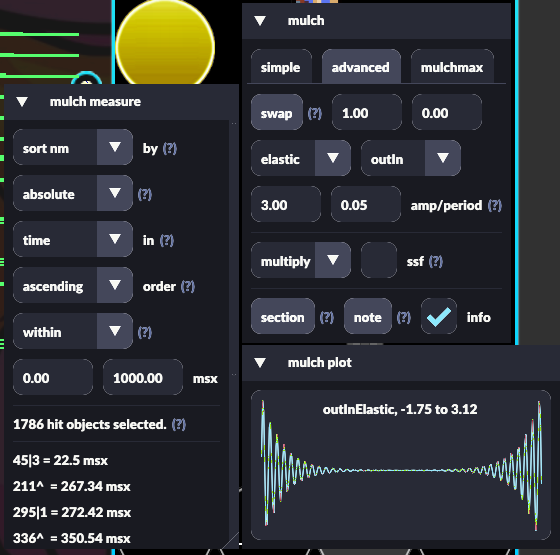 mulch
simple advanced mulchmax
swap (?) 1.00 0.00
elastic outIn
3.00 0.05 amp/period (?)
multiply ssf (?)
section (?) note (?) info
mulch measure
sort nm by (?)
absolute (?)
time in (?)
ascending order (?)
within (?)
0.00 1000.00 msx
1786 hit objects selected. (?)
45|3 = 22.5 msx
211^ = 267.34 msx
295|1 = 272.42 msx
336^ = 350.54 msx
mulch plot
outInElastic, -1.75 to 3.12